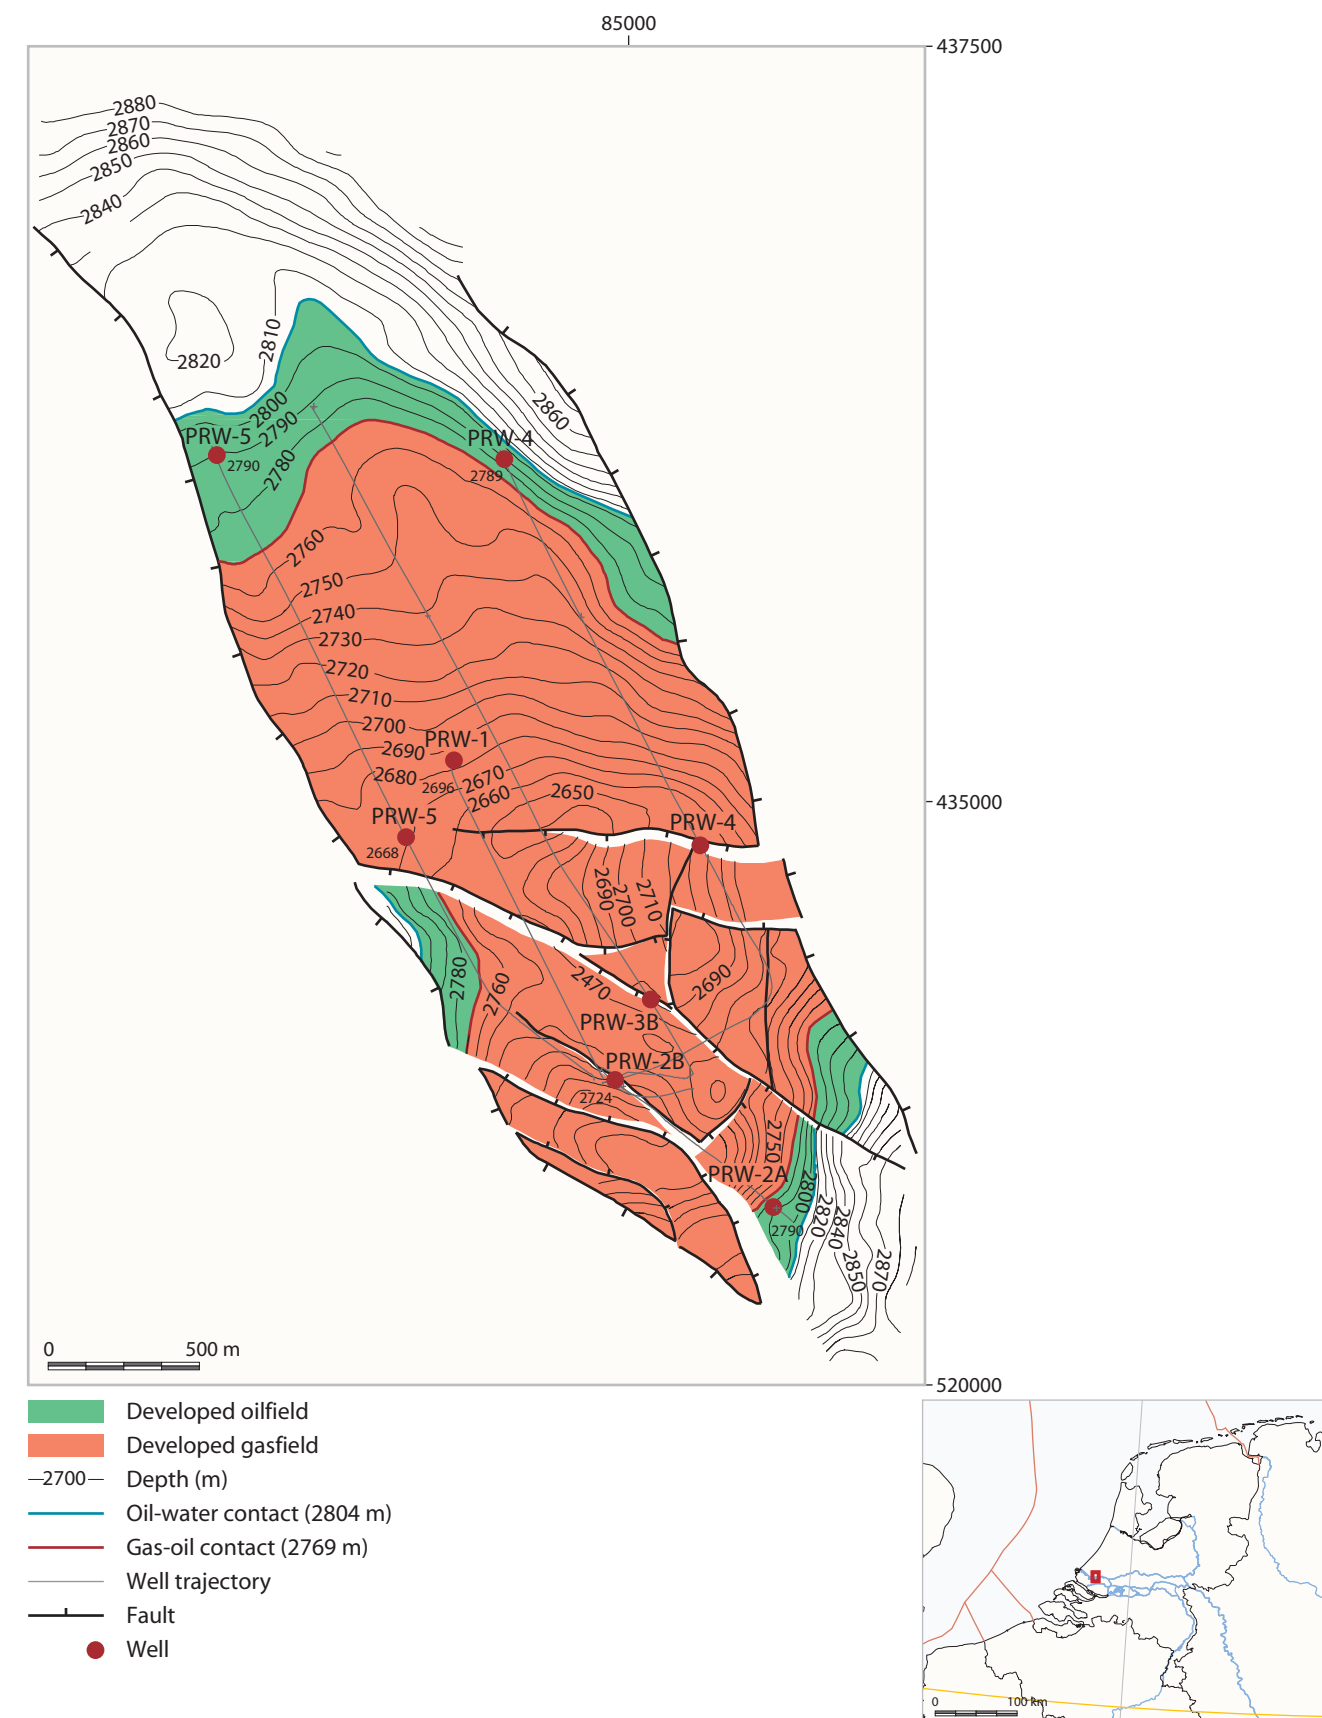 85000
437500
2880
2870
2860
2850
2840
2820
2810
2860
2800
2790
2780
PRW-5
2790
PRW-4
2789
2760
2750
2740
2730
2720
2710
2700
2690
PRW-1
2680
2696
2670
2660
2650
435000
PRW-5
2668
PRW-4
2690
2700
2710
2780
2760
2470
2690
PRW-3B
PRW-2B
2724
2750
PRW-2A
2790
2800
2820
2840
2850
2870
0 500 m
520000
Developed oilfield
Developed gasfield
2700 Depth (m)
Oil-water contact (2804 m)
Gas-oil contact (2769 m)
Well trajectory
Fault
Well
0 100 km